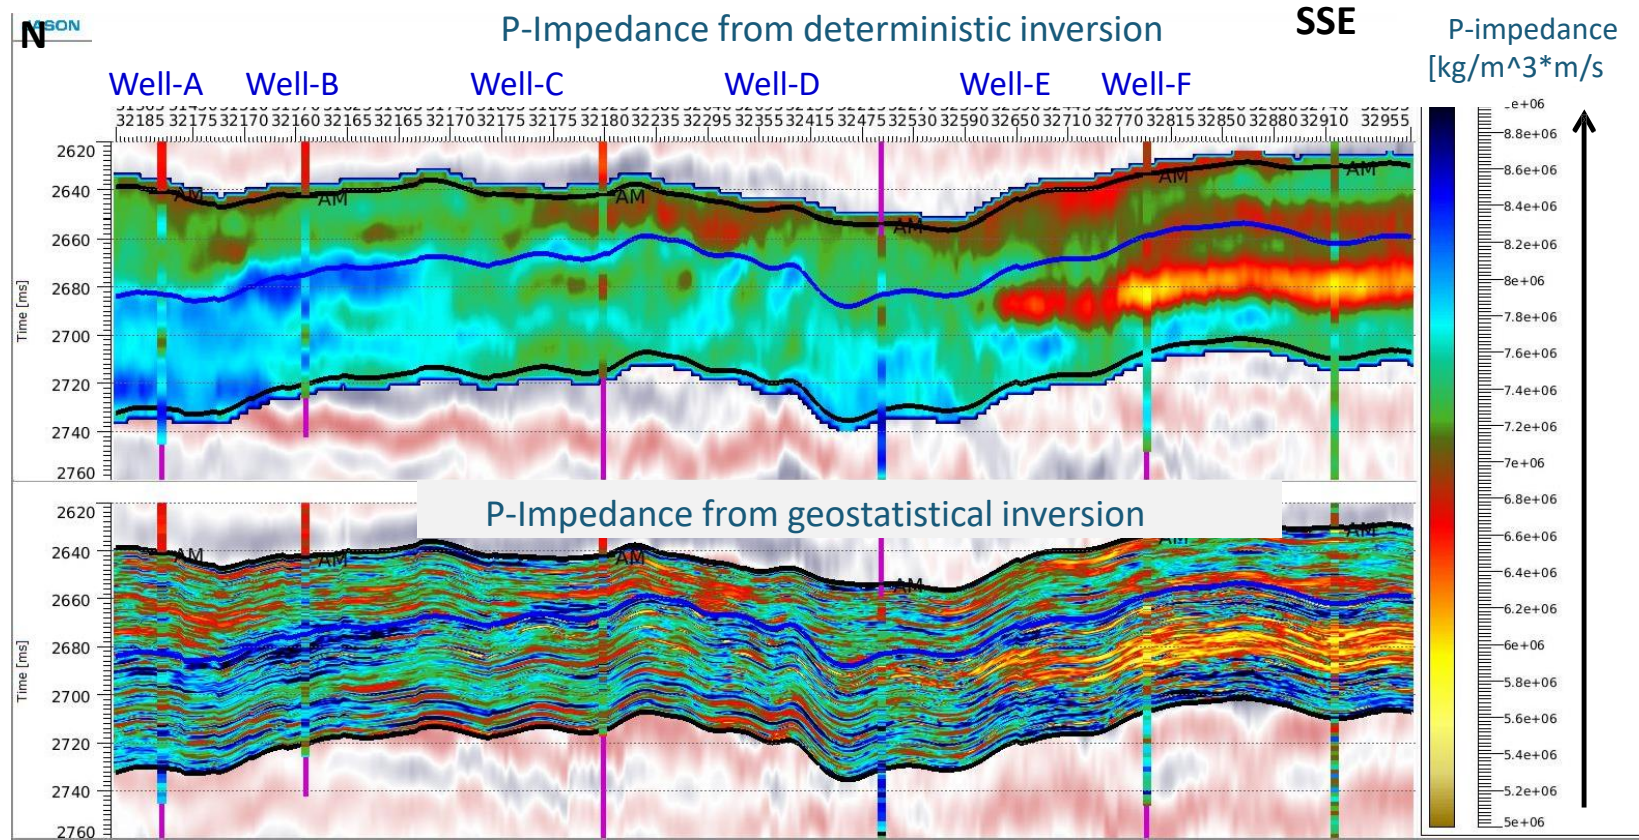 JASON
N
P-Impedance from deterministic inversion
SSE
P-impedance
[kg/m^3*m/s
Well-A Well-B Well-C Well-D Well-E Well-F
32185 32175 32170 32160 32165 32165 32170 32175 32175 32180 32235 32295 32355 32415 32475 32530 32590 32650 32710 32770 32815 32850 32880 32910 32955
2620
2640
2660
2680
2700
2720
2740
2760
Time [ms]
AM AM AM AM AM AM
P-Impedance from geostatistical inversion
2620
2640
2660
2680
2700
2720
2740
2760
Time [ms]
AM AM AM AM AM AM
8.8e+06
8.6e+06
8.4e+06
8.2e+06
8e+06
7.8e+06
7.6e+06
7.4e+06
7.2e+06
7e+06
6.8e+06
6.6e+06
6.4e+06
6.2e+06
6e+06
5.8e+06
5.6e+06
5.4e+06
5.2e+06
5e+06